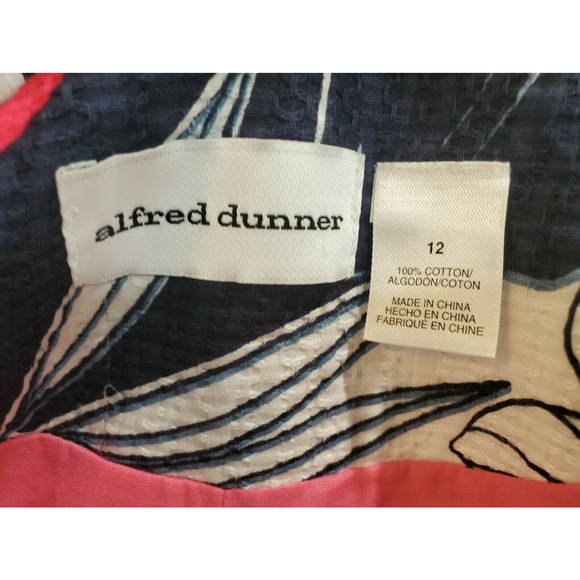 alfred dunner
12
100% COTTON/
ALGODÓN/COTON
MADE IN CHINA
HECHO EN CHINA
FABRIQUÉ EN CHINE